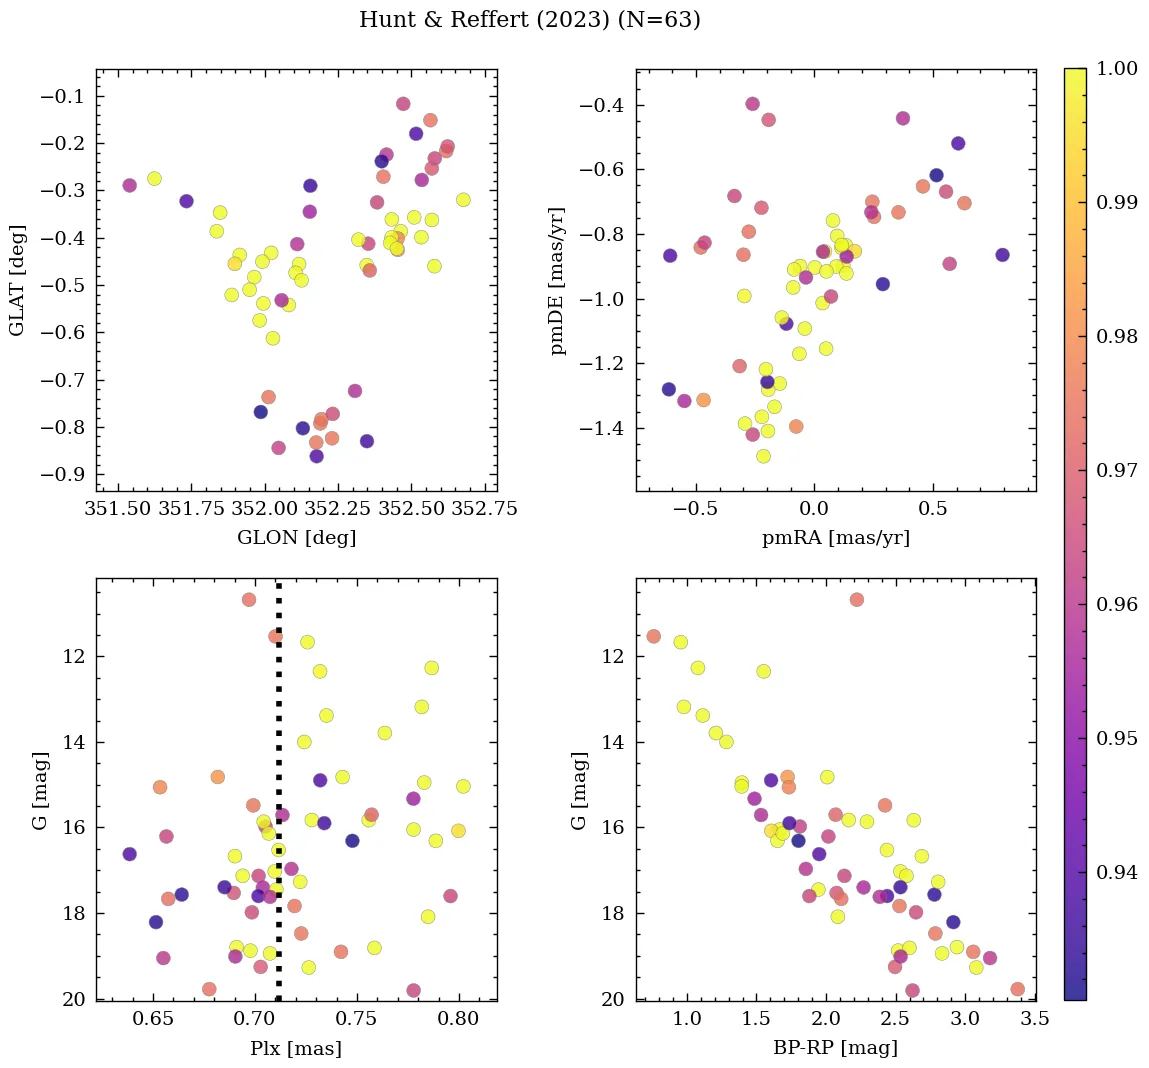 Hunt & Reffert (2023) (N=63)
−0.1
−0.2
−0.3
−0.4
−0.5
−0.6
−0.7
−0.8
−0.9
GLAT [deg]
351.50 351.75 352.00 352.25 352.50 352.75
GLON [deg]
−0.4
−0.6
−0.8
−1.0
−1.2
−1.4
pmDE [mas/yr]
−0.5 0.0 0.5
pmRA [mas/yr]
12
14
16
18
20
G [mag]
0.65 0.70 0.75 0.80
Plx [mas]
12
14
16
18
20
G [mag]
1.0 1.5 2.0 2.5 3.0 3.5
BP-RP [mag]
1.00
0.99
0.98
0.97
0.96
0.95
0.94